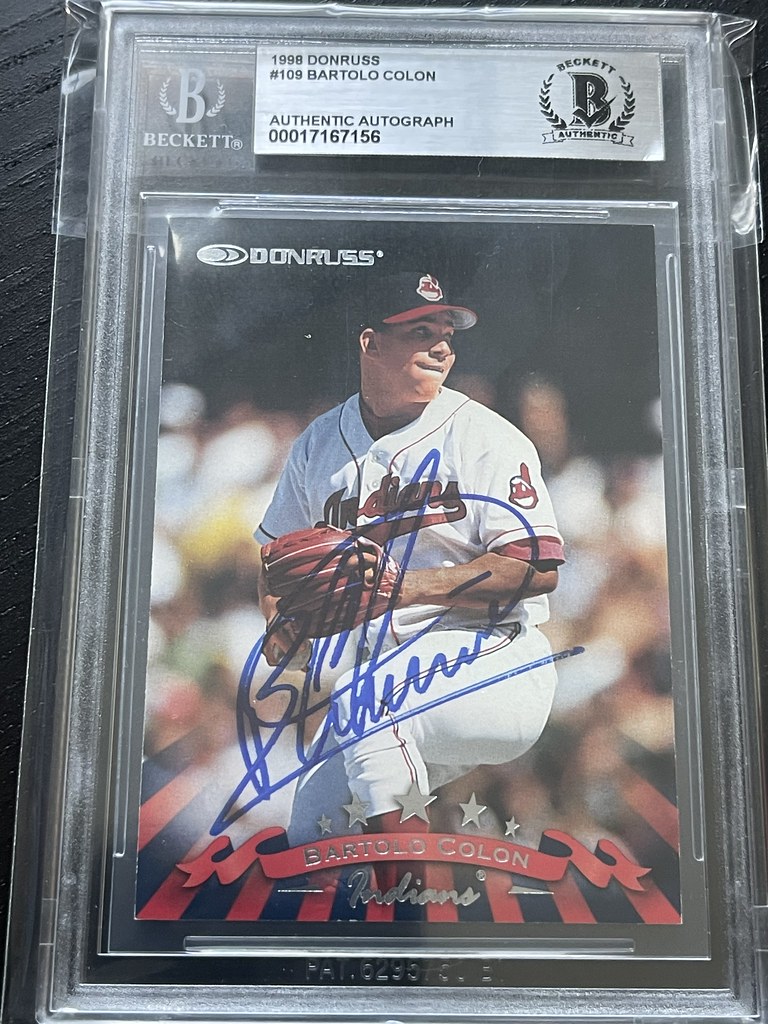 1998 DONRUSS
#109 BARTOLO COLON
AUTHENTIC AUTOGRAPH
00017167156
B
BECKETT®
BECKETT
B
AUTHENTIC
DONRUSS®
Indians
BARTOLO COLON
Indians®